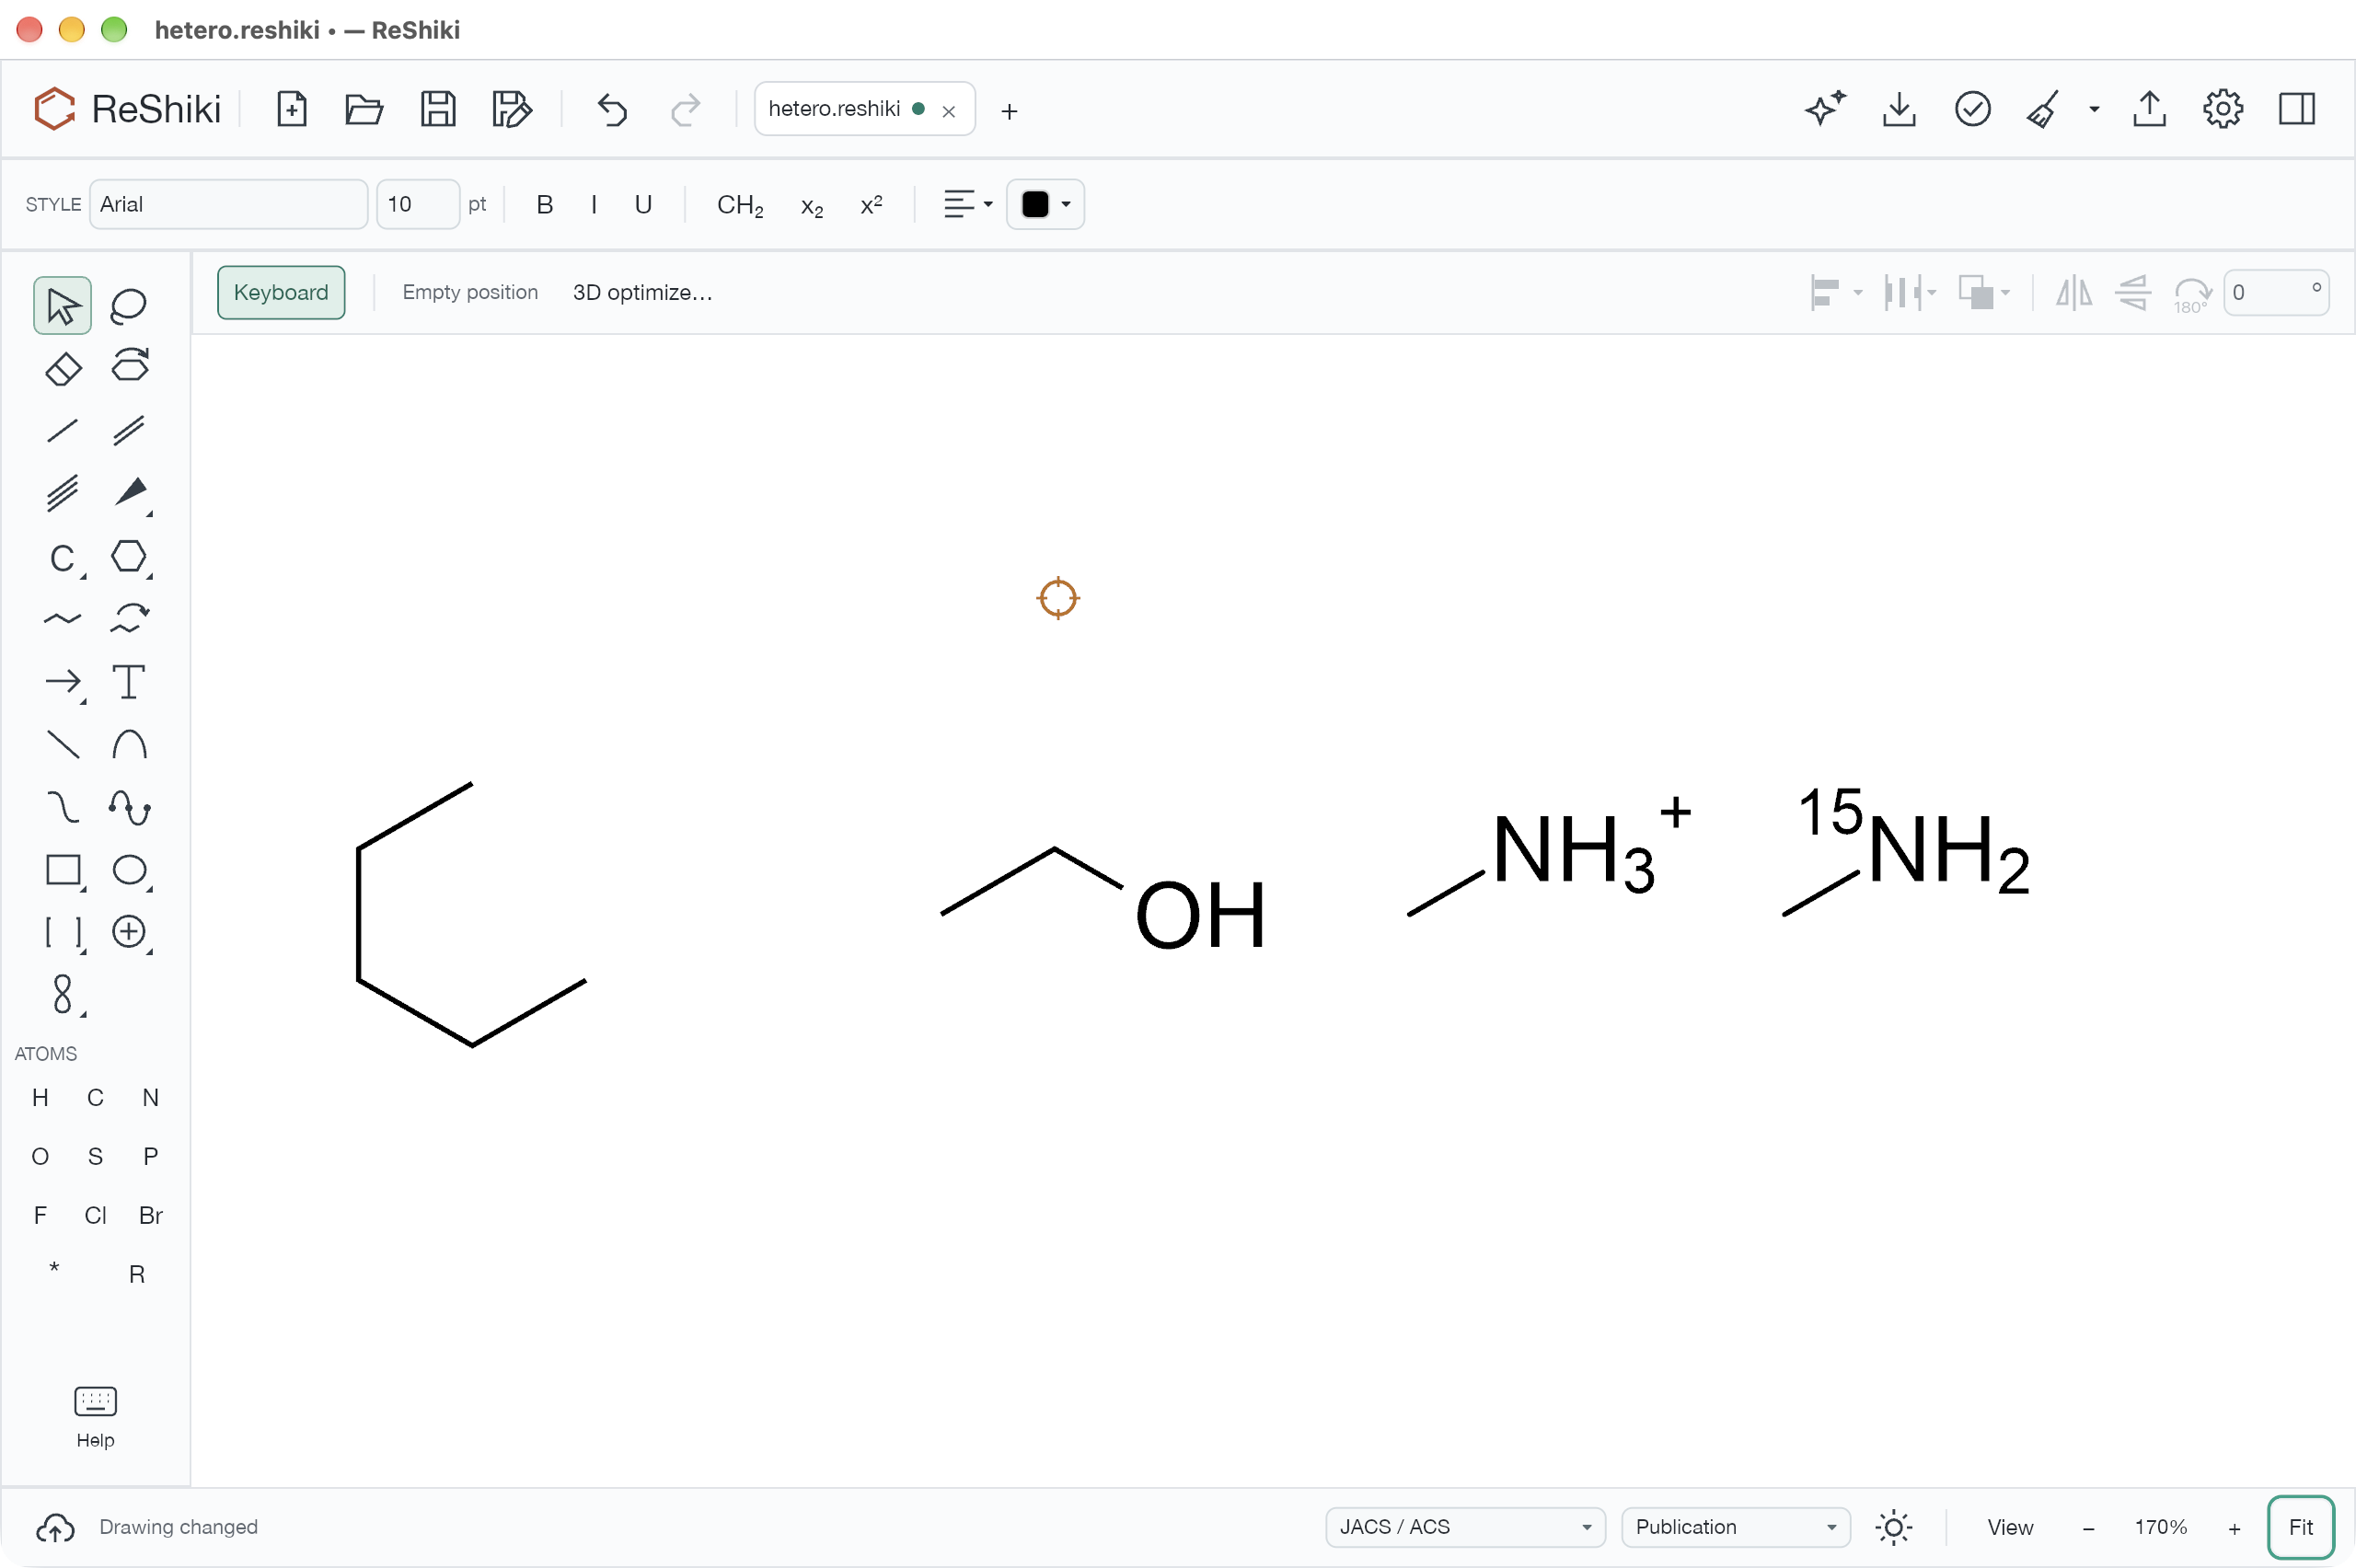 hetero.reshiki • — ReShiki
ReShiki
hetero.reshiki
STYLE Arial 10 pt B I U CH₂ x₂ x²
Keyboard Empty position 3D optimize...
180° 0 °
C
T
ATOMS
H C N
O S P
F Cl Br
* R
Help
OH
NH₃⁺
¹⁵NH₂
Drawing changed JACS / ACS Publication View − 170% + Fit